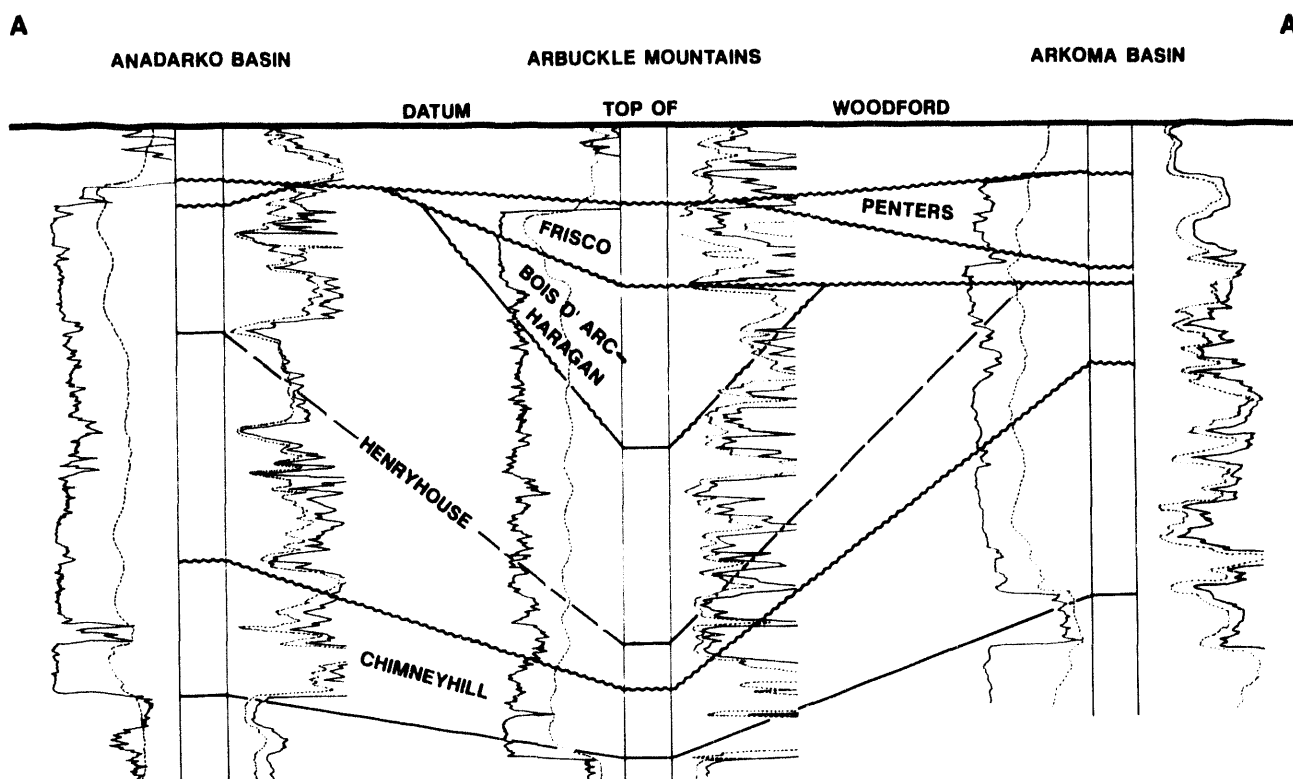 A A
ANADARKO BASIN ARBUCKLE MOUNTAINS ARKOMA BASIN
DATUM TOP OF WOODFORD
PENTERS
FRISCO
BOIS D' ARC-
HARAGAN
HENRYHOUSE
CHIMNEYHILL